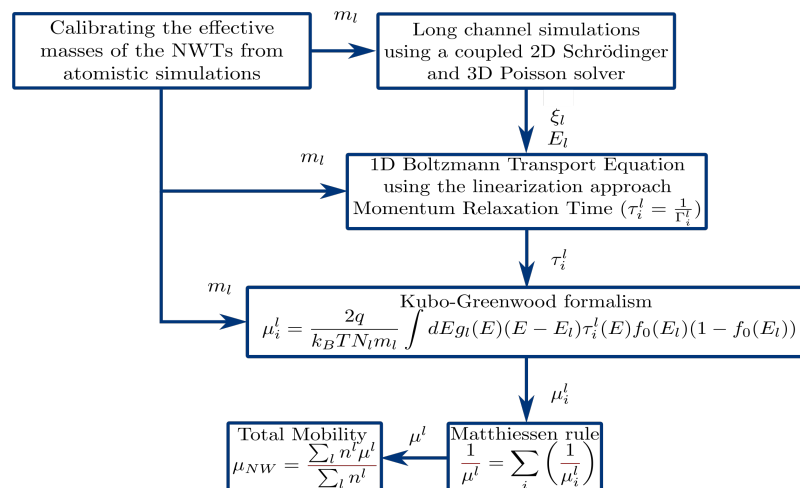 Calibrating the effective
masses of the NWTs from
atomistic simulations
m_l
Long channel simulations
using a coupled 2D Schrödinger
and 3D Poisson solver
ξ_l
E_l
m_l
1D Boltzmann Transport Equation
using the linearization approach
Momentum Relaxation Time (τ_i^l = 1/Γ_i^l)
τ_i^l
m_l
Kubo-Greenwood formalism
μ_i^l = 2q/(k_B T N_l m_l) ∫ dE g_l(E)(E − E_l)τ_i^l(E)f_0(E_l)(1 − f_0(E_l))
μ_i^l
Total Mobility
μ_NW = ∑_l n^l μ^l / ∑_l n^l
μ^l
Matthiessen rule
1/μ^l = ∑_i (1/μ_i^l)